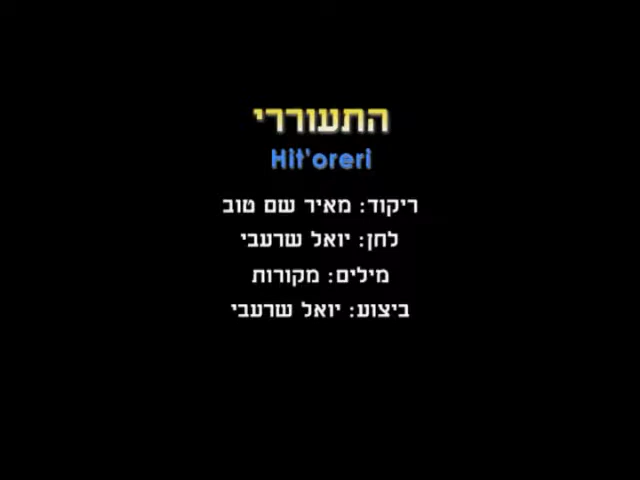 התעוררי
Hit'oreri
ריקוד: מאיר שם טוב
לחן: יואל שרעבי
מילים: מקורות
ביצוע: יואל שרעבי